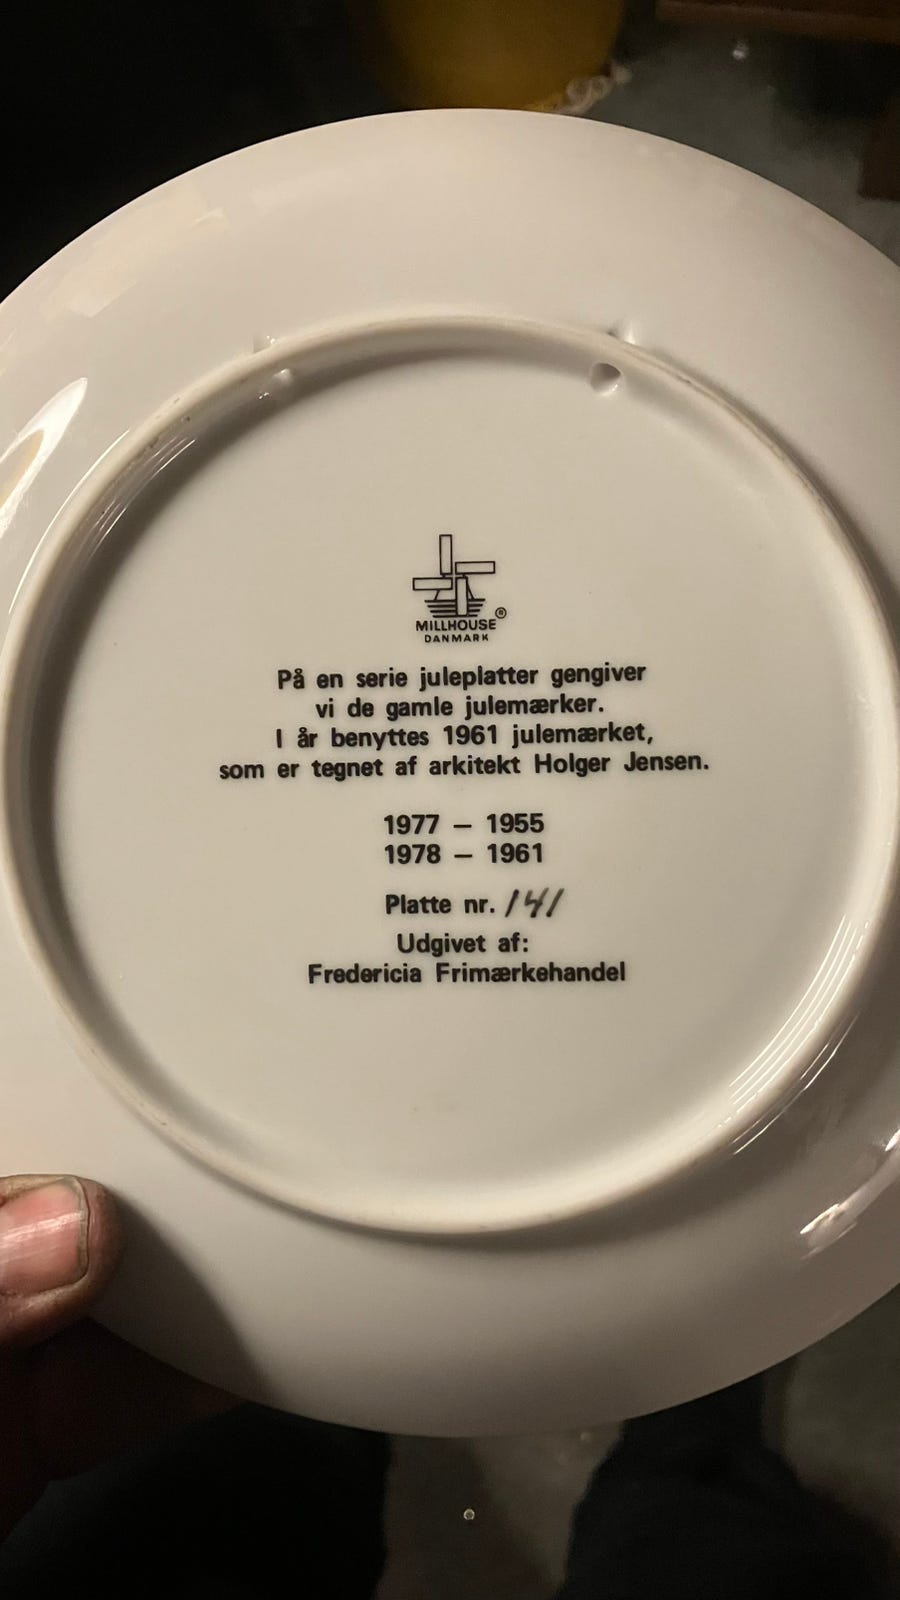 MILLHOUSE®
DANMARK
På en serie juleplatter gengiver
vi de gamle julemærker.
I år benyttes 1961 julemærket,
som er tegnet af arkitekt Holger Jensen.
1977 — 1955
1978 — 1961
Platte nr. 141
Udgivet af:
Fredericia Frimærkehandel